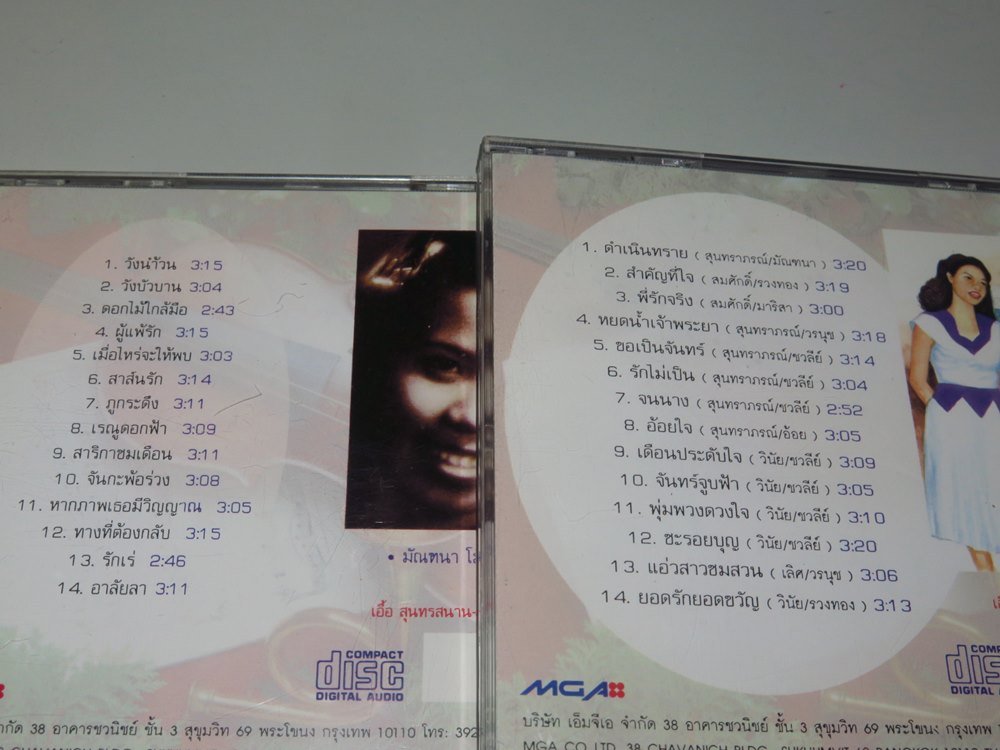 1. วังน้ำวน 3:15
2. วังบัวบาน 3:04
3. ดอกไม้ใกล้มือ 2:43
4. ผู้แพ้รัก 3:15
5. เมื่อไหร่จะให้พบ 3:03
6. สาส์นรัก 3:14
7. ภูกระดึง 3:11
8. เรณูดอกฟ้า 3:09
9. สาริกาชมเดือน 3:11
10. จันกะพ้อร่วง 3:08
11. หากภาพเธอมีวิญญาณ 3:05
12. ทางที่ต้องกลับ 3:15
13. รักเร่ 2:46
14. อาลัยลา 3:11
• มัณฑนา
เอื้อ สุนทรสนาน-
COMPACT
disc
DIGITAL AUDIO
38 อาคารชวนิชย์ ชั้น 3 สุขุมวิท 69 พระโขนง กรุงเทพ 10110 โทร: 392
1. ดำเนินทราย ( สุนทราภรณ์/มัณฑนา ) 3:20
2. สำคัญที่ใจ ( สมศักดิ์/รวงทอง ) 3:19
3. พี่รักจริง ( สมศักดิ์/มาริสา ) 3:00
4. หยดน้ำเจ้าพระยา ( สุนทราภรณ์/วรนุช ) 3:18
5. ขอเป็นจันทร์ ( สุนทราภรณ์/ชวลีย์ ) 3:14
6. รักไม่เป็น ( สุนทราภรณ์/ชวลีย์ ) 3:04
7. จนนาง ( สุนทราภรณ์/ชวลีย์ ) 2:52
8. อ้อยใจ ( สุนทราภรณ์/อ้อย ) 3:05
9. เดือนประดับใจ ( วินัย/ชวลีย์ ) 3:09
10. จันทร์จูบฟ้า ( วินัย/ชวลีย์ ) 3:05
11. พุ่มพวงดวงใจ ( วินัย/ชวลีย์ ) 3:10
12. ชะรอยบุญ ( วินัย/ชวลีย์ ) 3:20
13. แอ่วสาวชมสวน ( เลิศ/วรนุช ) 3:06
14. ยอดรักยอดขวัญ ( วินัย/รวงทอง ) 3:13
MGA
บริษัท เอ็มจีเอ จำกัด 38 อาคารชวนิชย์ ชั้น 3 สุขุมวิท 69 พระโขนง กรุงเทพ
MGA CO.,LTD. 38 CHAVANICH BLDG.,